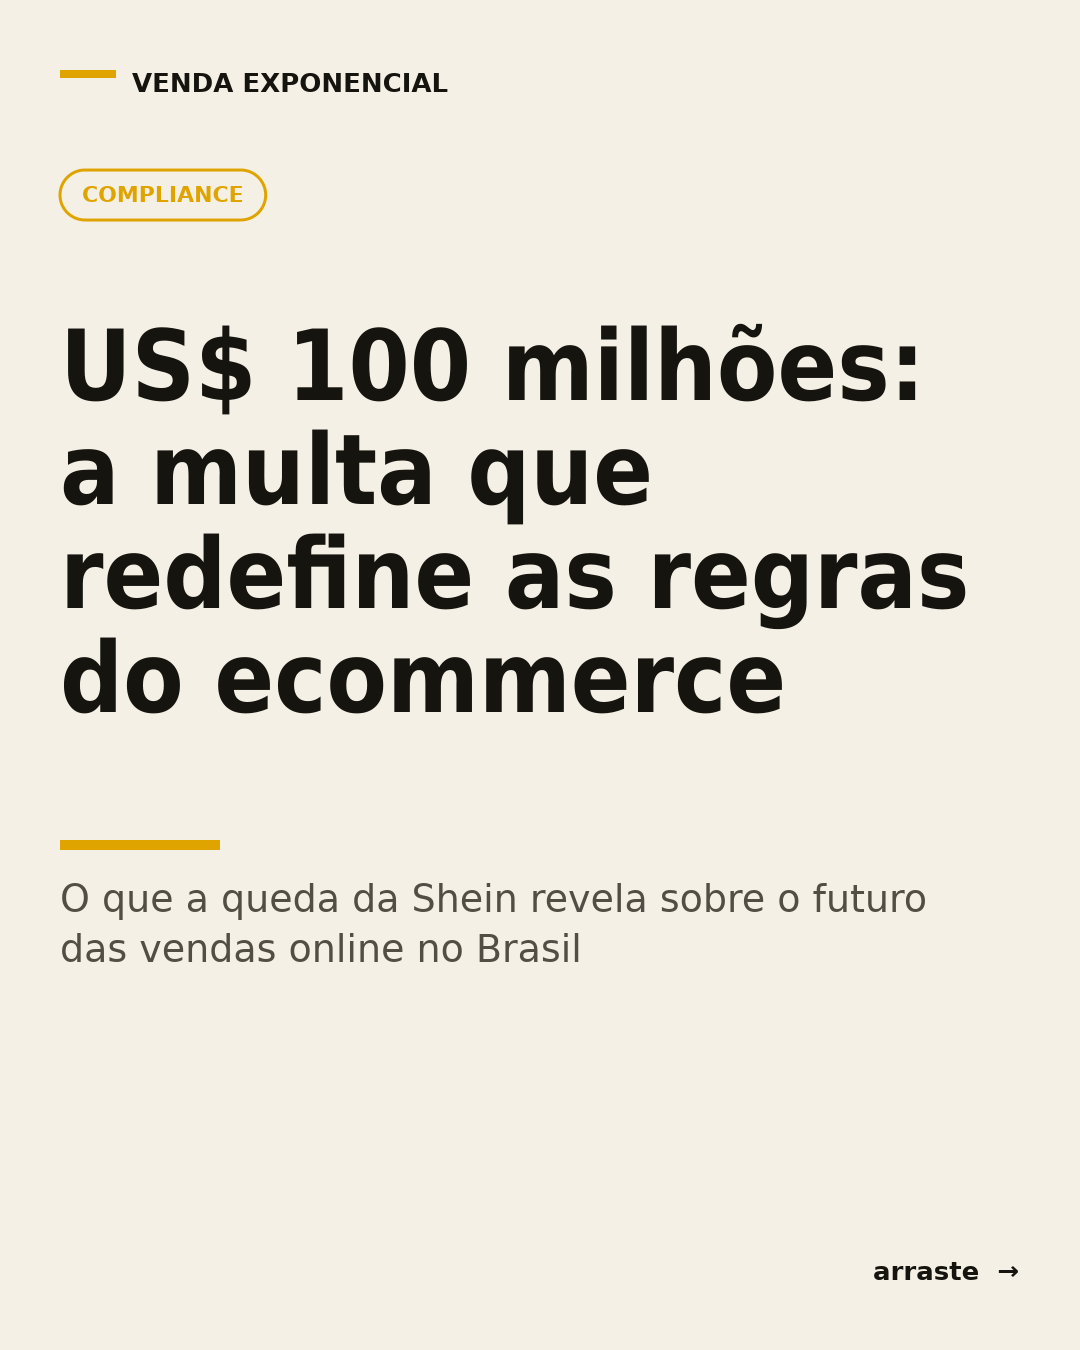 VENDA EXPONENCIAL
COMPLIANCE
US$ 100 milhões:
a multa que
redefine as regras
do ecommerce
O que a queda da Shein revela sobre o futuro
das vendas online no Brasil
arraste →